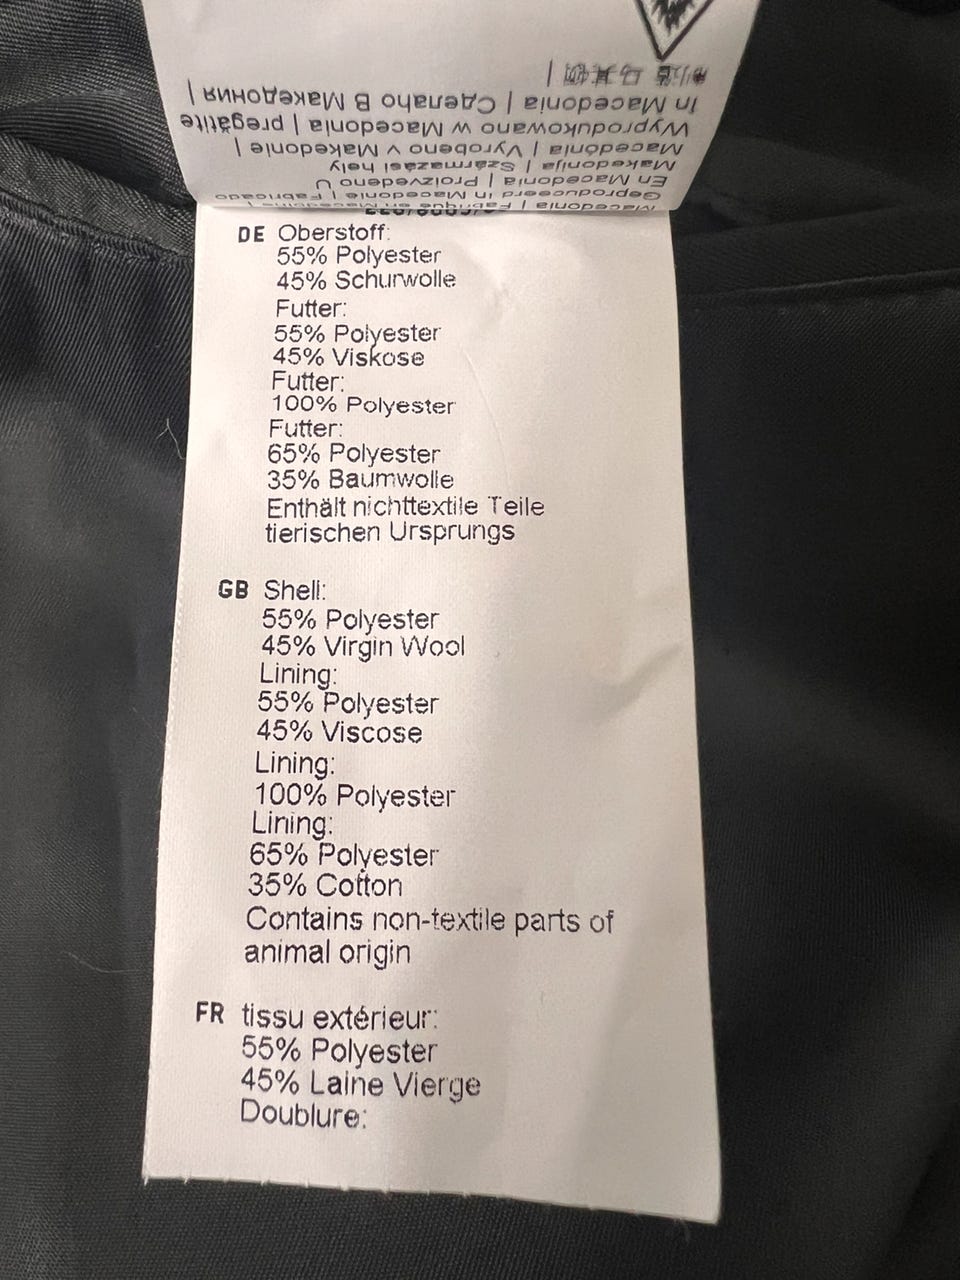 Macedonia | Fabriqué en
Geproduceerd in Macedonie | Fabricado
En Macedonia | Proizvedeno U
Makedonija | Származási hely
Macedónia | Vyrobeno v Makedonie |
Wyprodukowano w Macedonia | pregătite
In Macedonia | Сделано В Македония |
DE Oberstoff:
55% Polyester
45% Schurwolle
Futter:
55% Polyester
45% Viskose
Futter:
100% Polyester
Futter:
65% Polyester
35% Baumwolle
Enthält nichttextile Teile
tierischen Ursprungs
GB Shell:
55% Polyester
45% Virgin Wool
Lining:
55% Polyester
45% Viscose
Lining:
100% Polyester
Lining:
65% Polyester
35% Cotton
Contains non-textile parts of
animal origin
FR tissu extérieur:
55% Polyester
45% Laine Vierge
Doublure: